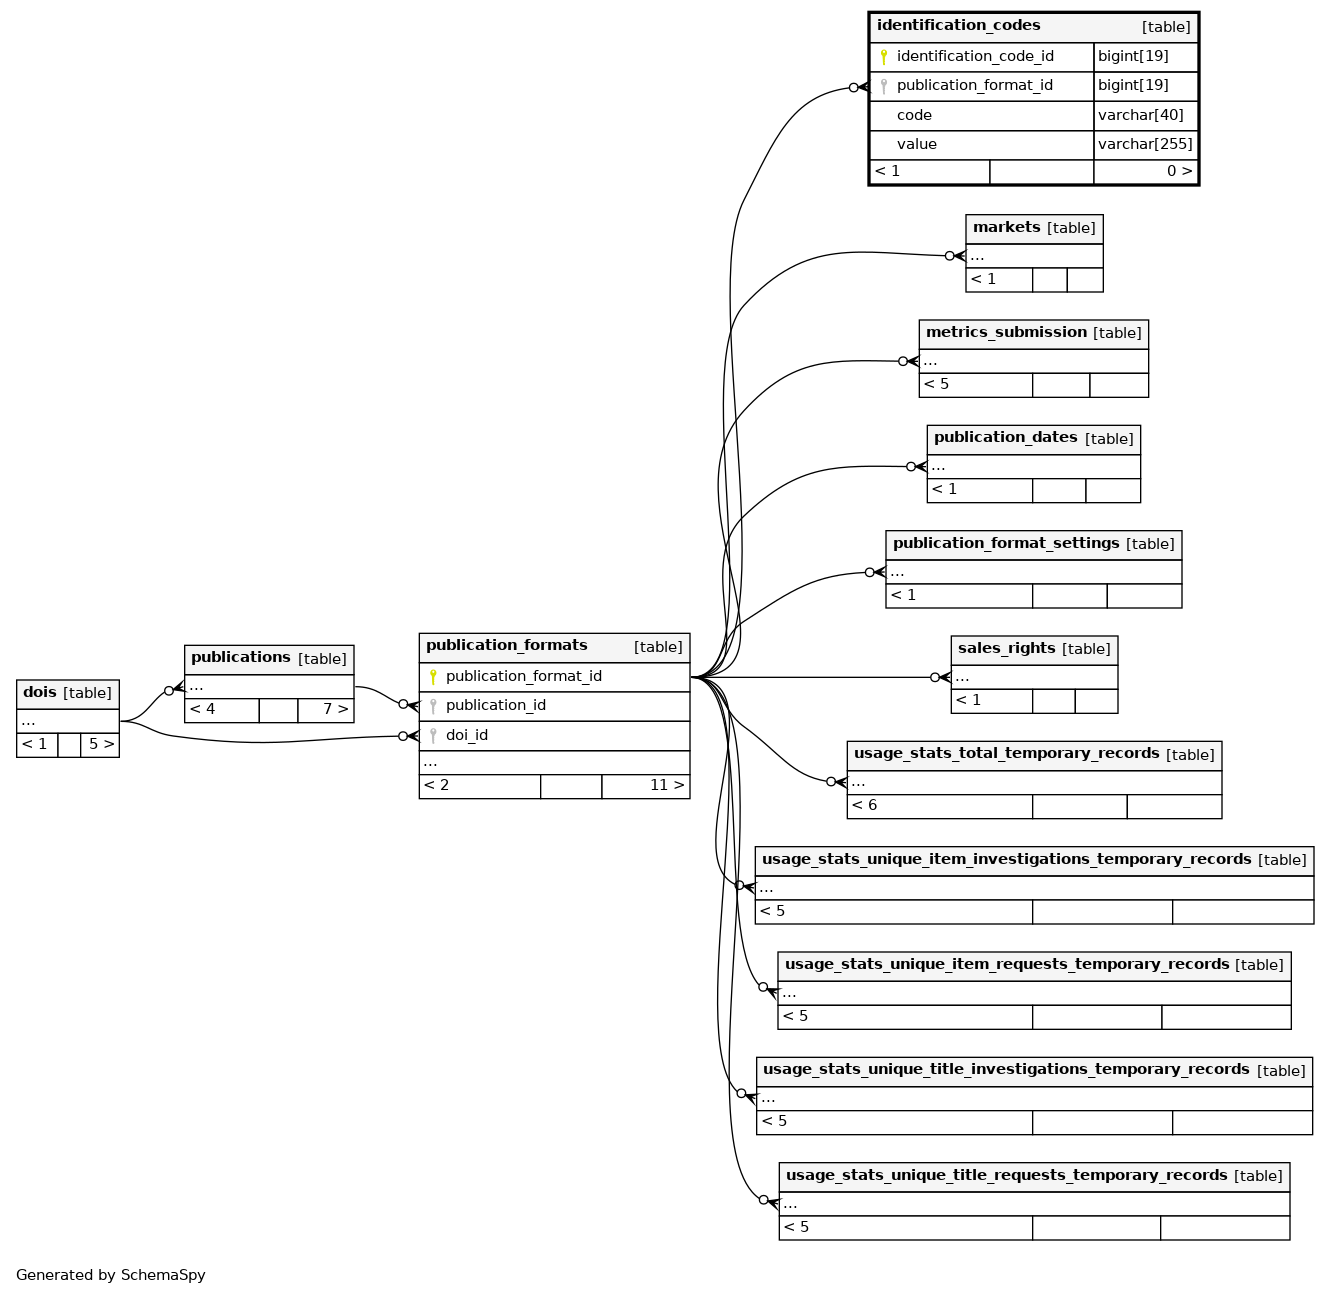 identification_codes [table]
identification_code_id bigint[19]
publication_format_id bigint[19]
code varchar[40]
value varchar[255]
< 1 0 >
markets [table]
...
< 1
metrics_submission [table]
...
< 5
publication_dates [table]
...
< 1
publication_format_settings [table]
...
< 1
sales_rights [table]
...
< 1
dois [table]
...
< 1 5 >
publications [table]
...
< 4 7 >
publication_formats [table]
publication_format_id
publication_id
doi_id
...
< 2 11 >
usage_stats_total_temporary_records [table]
...
< 6
usage_stats_unique_item_investigations_temporary_records [table]
...
< 5
usage_stats_unique_item_requests_temporary_records [table]
...
< 5
usage_stats_unique_title_investigations_temporary_records [table]
...
< 5
usage_stats_unique_title_requests_temporary_records [table]
...
< 5
Generated by SchemaSpy